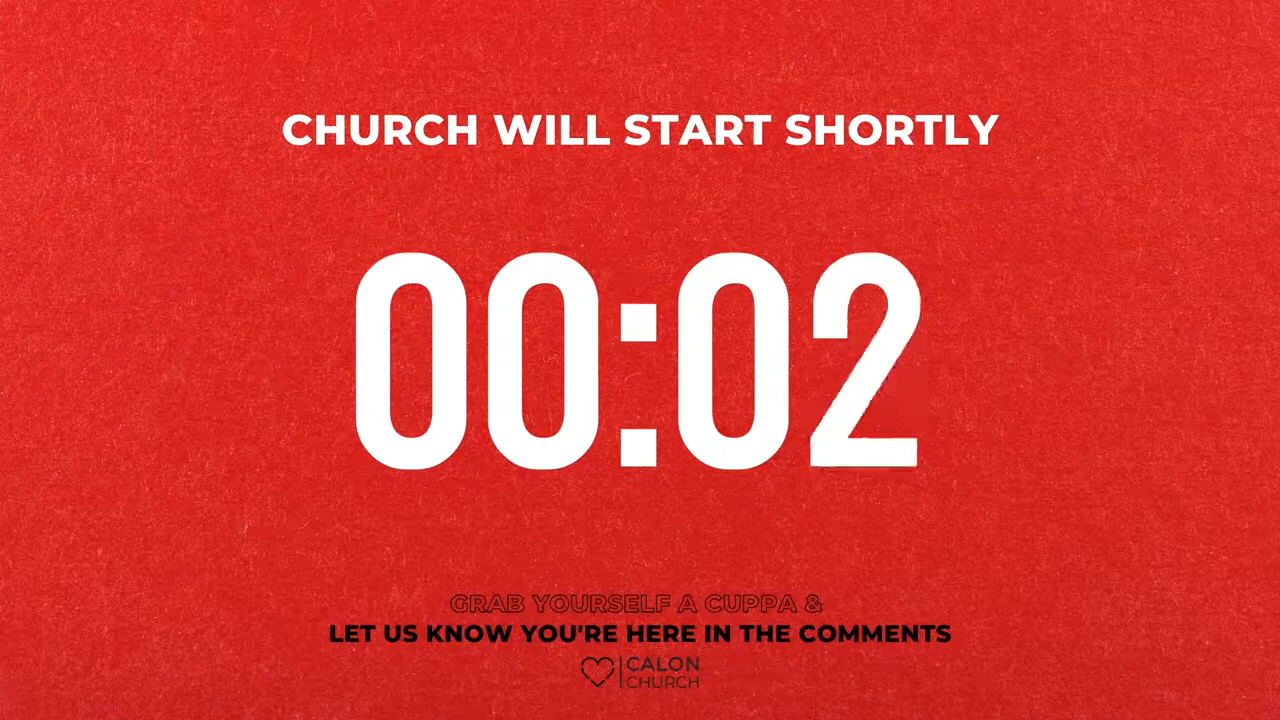 CHURCH WILL START SHORTLY
00:02
GRAB YOURSELF A CUPPA &
LET US KNOW YOU'RE HERE IN THE COMMENTS
CALON
CHURCH